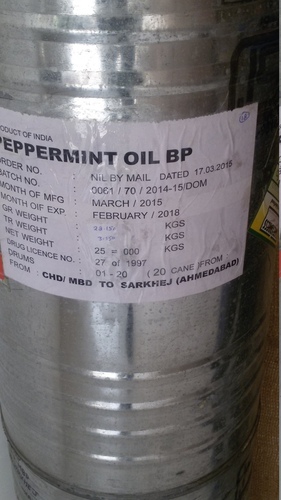 PRODUCT OF INDIA
PEPPERMINT OIL BP
ORDER NO. : NIL BY MAIL DATED 17.03.2015
BATCH NO. : 0061 / 70 / 2014-15/DOM
MONTH OF MFG : MARCH / 2015
MONTH OIF EXP. : FEBRUARY / 2018
GR WEIGHT : KGS
TR WEIGHT : KGS
NET WEIGHT : 25 = 000 KGS
DRUG LICENCE NO. : 27 of 1997
DRUMS : 01 - 20 ( 20 CANE )FROM
FROM : CHD/ MBD TO SARKHEJ (AHMEDABAD)